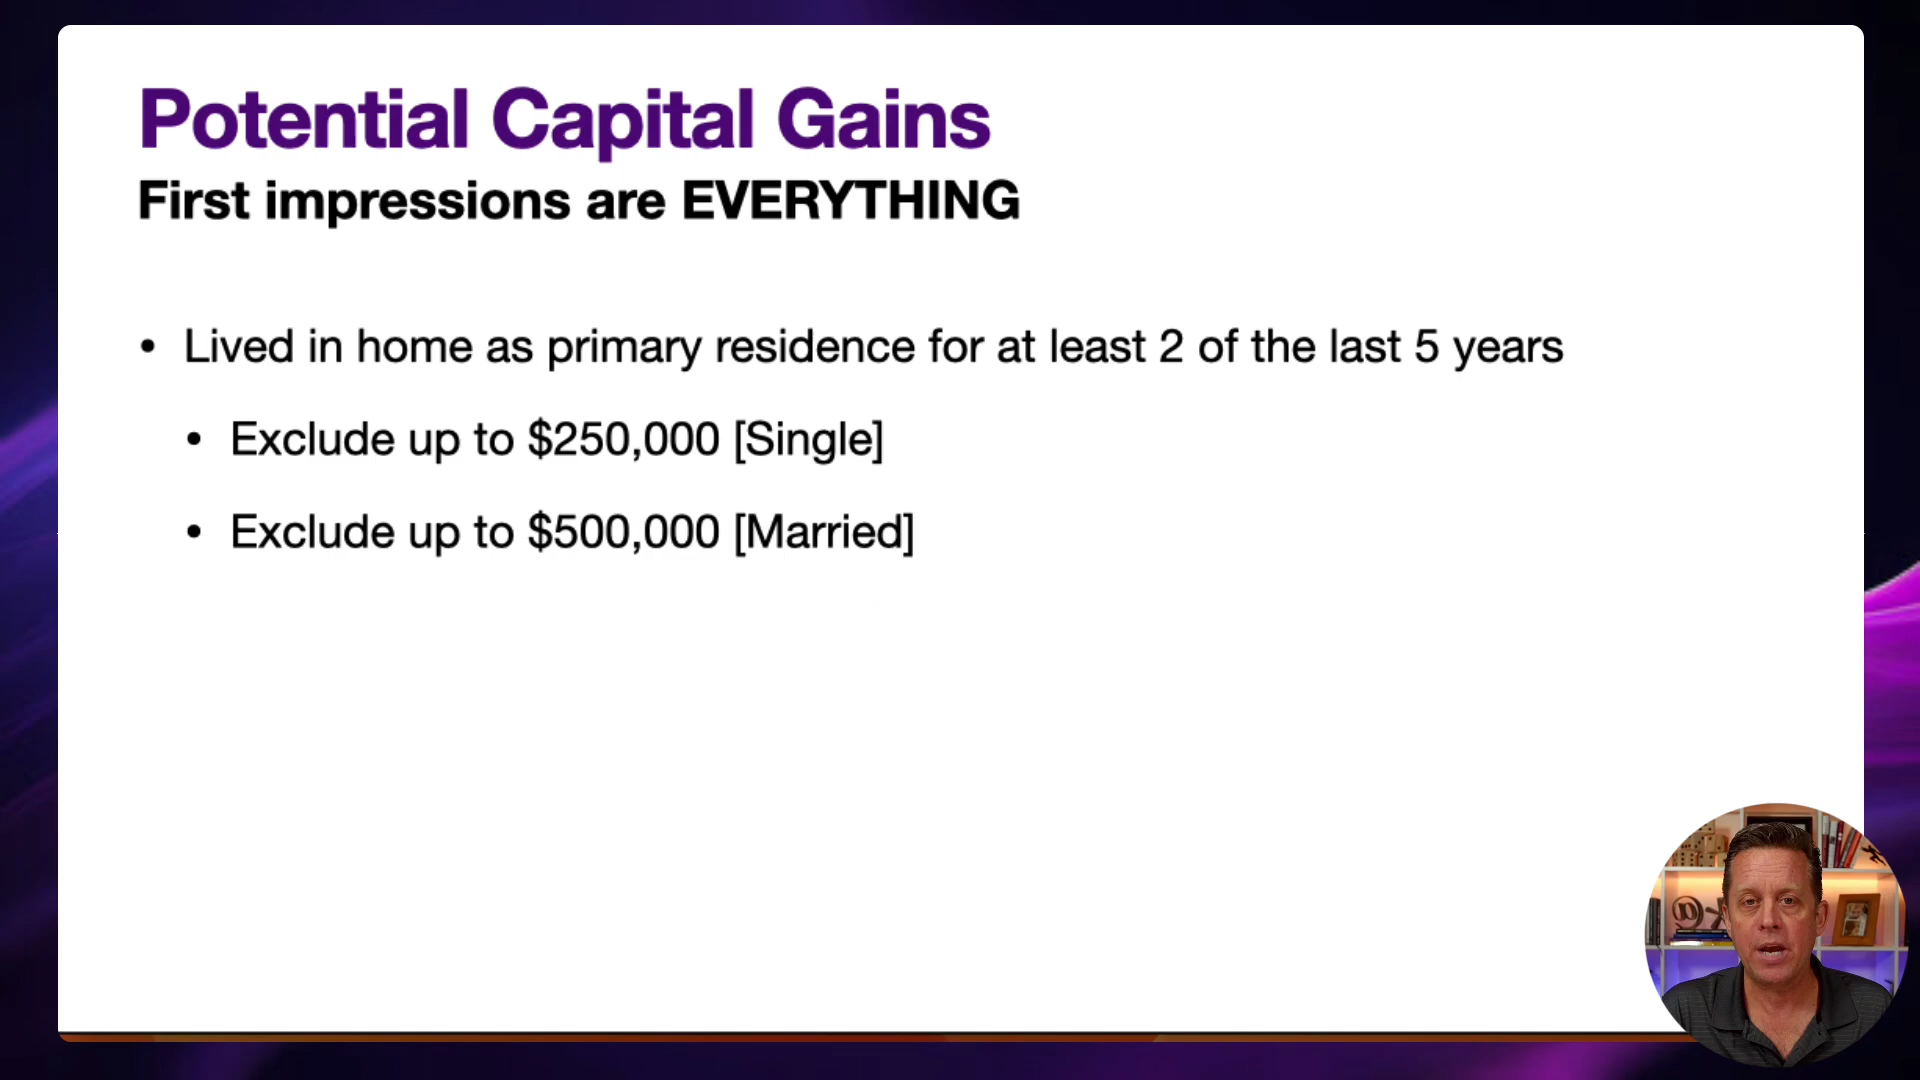 Potential Capital Gains
First impressions are EVERYTHING
• Lived in home as primary residence for at least 2 of the last 5 years
• Exclude up to $250,000 [Single]
• Exclude up to $500,000 [Married]